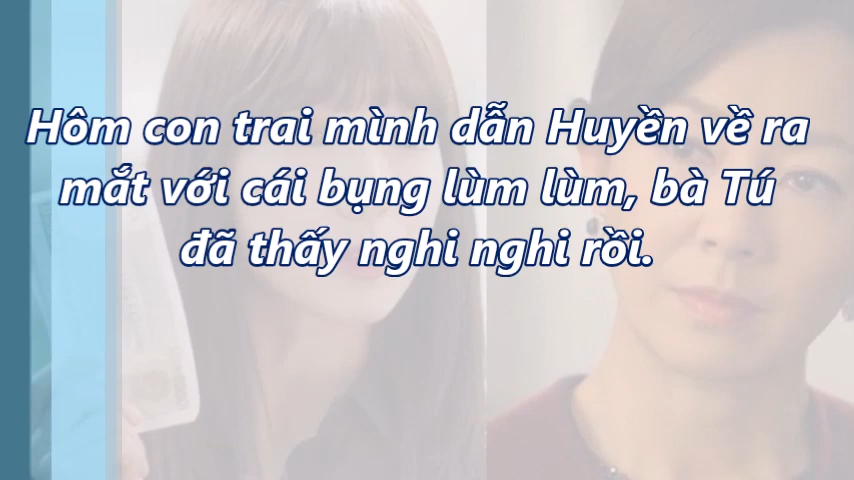 Hôm con trai mình dẫn Huyền về ra
mắt với cái bụng lùm lùm, bà Tú
đã thấy nghi nghi rồi.